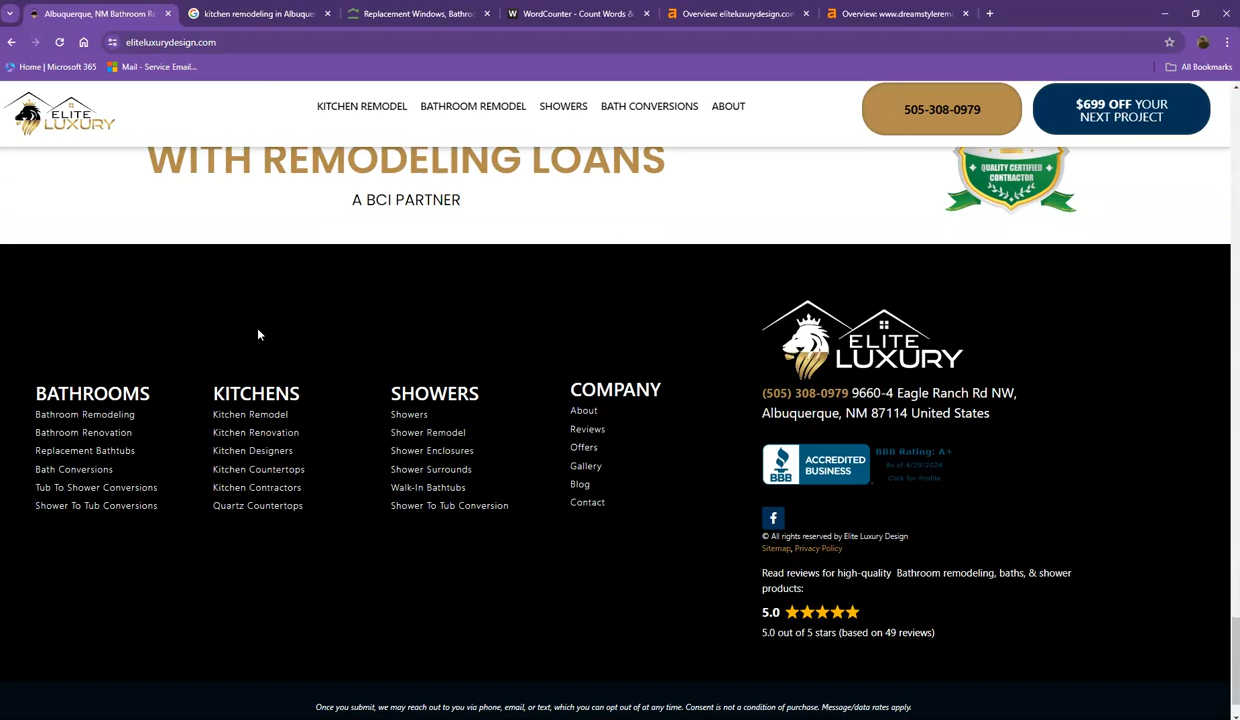 Albuquerque, NM Bathroom R
kitchen remodeling in Albuque
Replacement Windows, Bathro
WordCounter - Count Words &
Overview: eliteluxurydesign.com
Overview: www.dreamstylerem
eliteluxurydesign.com
Home | Microsoft 365
Mail - Service Email...
All Bookmarks
ELITE
LUXURY
KITCHEN REMODEL
BATHROOM REMODEL
SHOWERS
BATH CONVERSIONS
ABOUT
505-308-0979
$699 OFF YOUR
NEXT PROJECT
WITH REMODELING LOANS
A BCI PARTNER
QUALITY CERTIFIED
CONTRACTOR
BATHROOMS
Bathroom Remodeling
Bathroom Renovation
Replacement Bathtubs
Bath Conversions
Tub To Shower Conversions
Shower To Tub Conversions
KITCHENS
Kitchen Remodel
Kitchen Renovation
Kitchen Designers
Kitchen Countertops
Kitchen Contractors
Quartz Countertops
SHOWERS
Showers
Shower Remodel
Shower Enclosures
Shower Surrounds
Walk-In Bathtubs
Shower To Tub Conversion
COMPANY
About
Reviews
Offers
Gallery
Blog
Contact
ELITE
LUXURY
(505) 308-0979 9660-4 Eagle Ranch Rd NW,
Albuquerque, NM 87114 United States
BBB
ACCREDITED
BUSINESS
BBB Rating: A+
As of 4/29/2024
Click for Profile
© All rights reserved by Elite Luxury Design
Sitemap, Privacy Policy
Read reviews for high-quality Bathroom remodeling, baths, & shower
products:
5.0
5.0 out of 5 stars (based on 49 reviews)
Once you submit, we may reach out to you via phone, email, or text, which you can opt out of at any time. Consent is not a condition of purchase. Message/data rates apply.